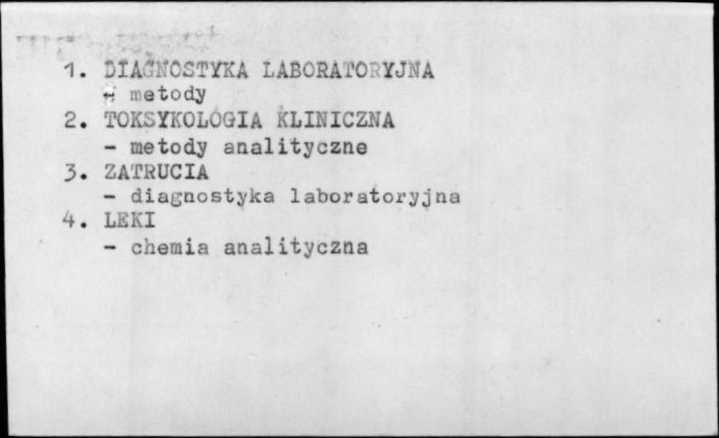 1. DIAGNOSTYKA LABORATORYJNA
- metody
2. TOKSYKOLOGIA KLINICZNA
- metody analityczne
3. ZATRUCIA
- diagnostyka laboratoryjna
4. LEKI
- chemia analityczna